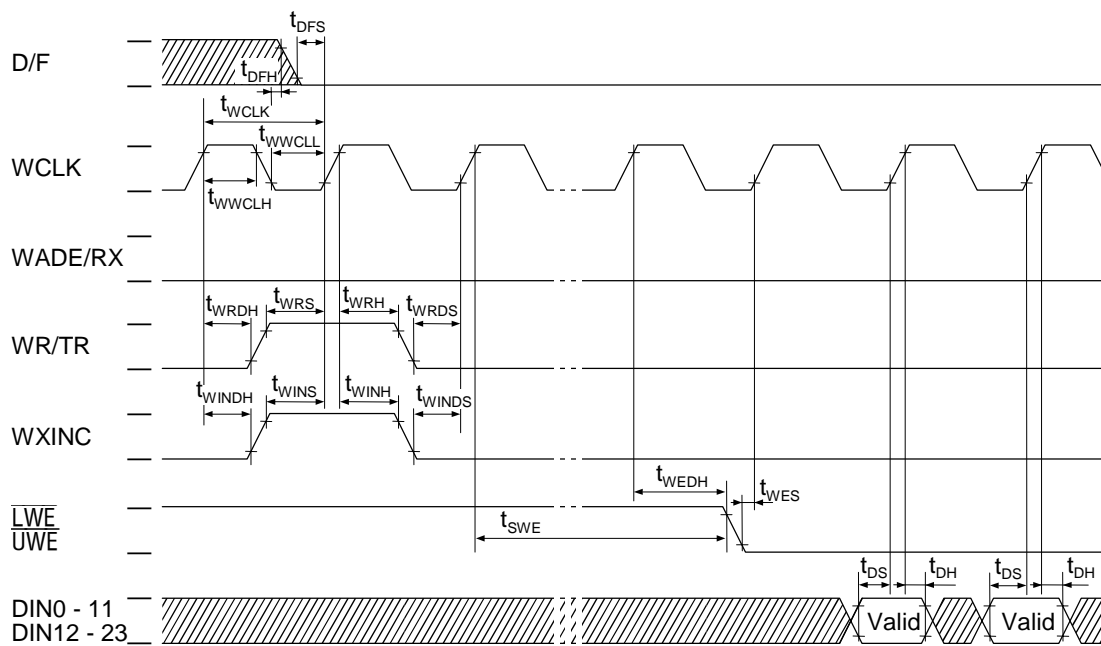 tDFS
D/F
tDFH
tWCLK
tWWCLL
WCLK
tWWCLH
WADE/RX
tWRDH tWRS tWRH tWRDS
WR/TR
tWINDH tWINS tWINH tWINDS
WXINC
tWEDH
tWES
LWE
tSWE
UWE
tDS tDH tDS tDH
DIN0 - 11
Valid Valid
DIN12 - 23